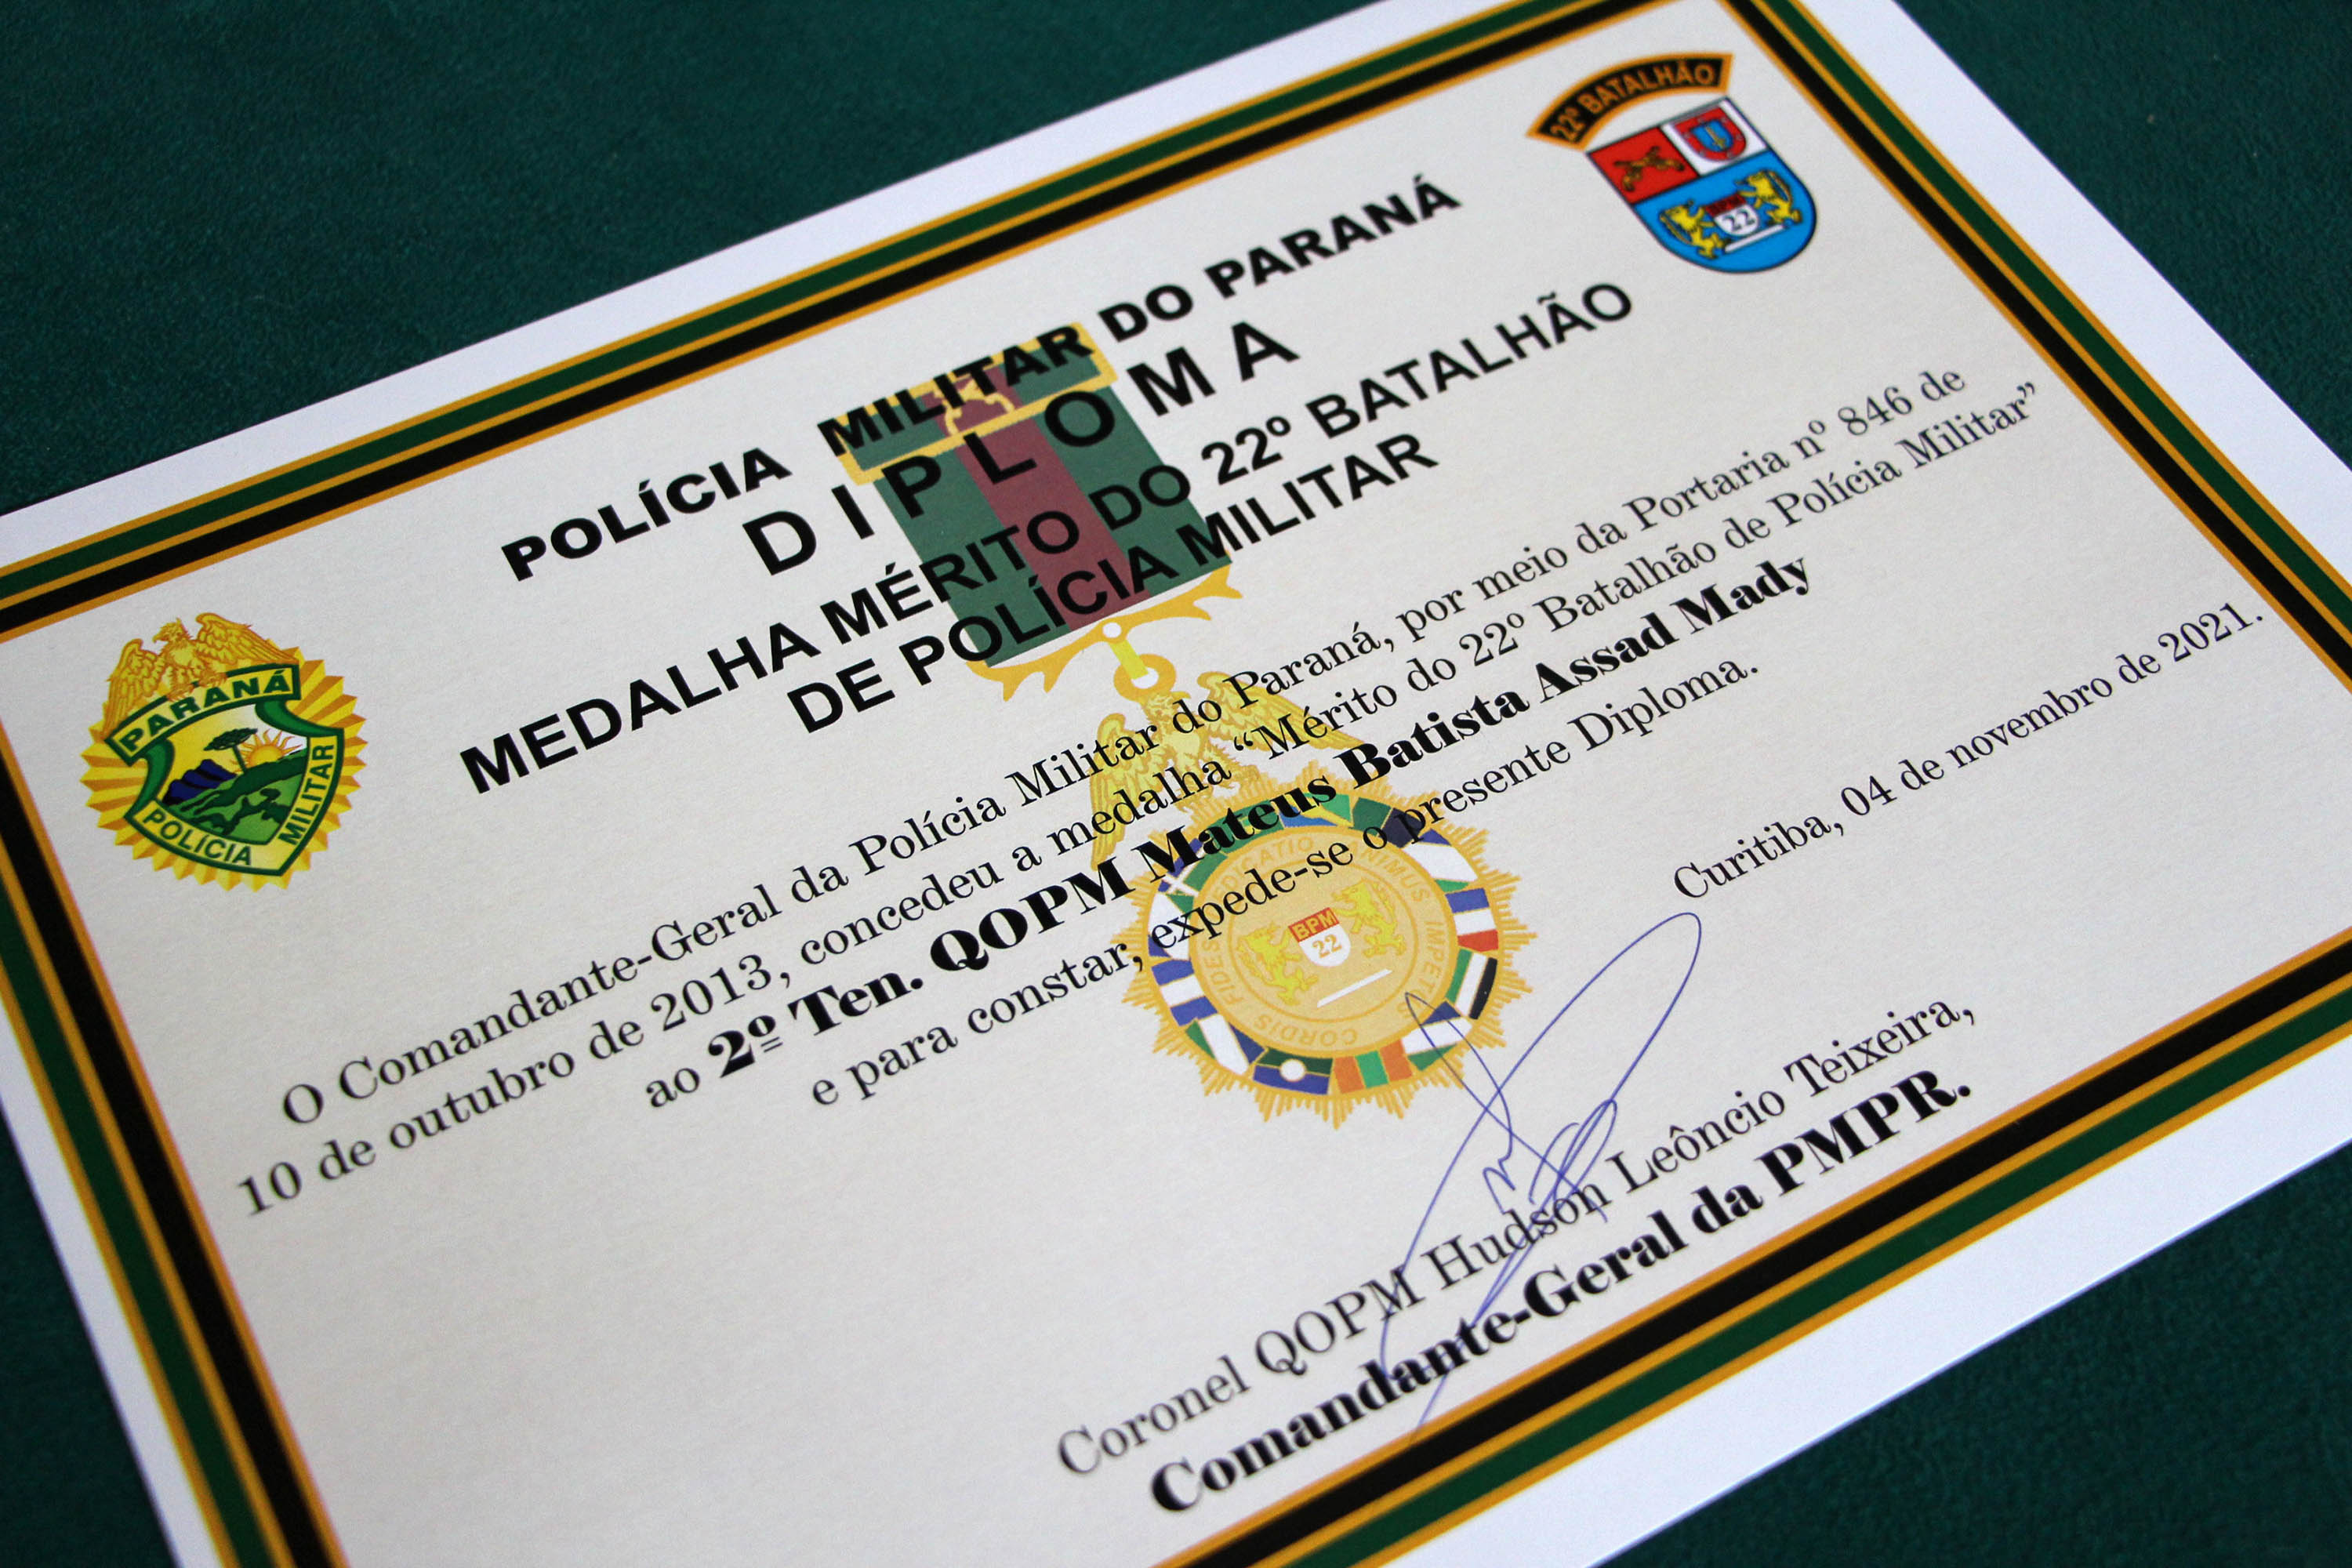 22º BATALHÃO
BPM
22
POLÍCIA MILITAR DO PARANÁ
DIPLOMA
MEDALHA MÉRITO DO 22º BATALHÃO
DE POLÍCIA MILITAR
PARANÁ
POLÍCIA MILITAR
O Comandante-Geral da Polícia Militar do Paraná, por meio da Portaria nº 846 de
10 de outubro de 2013, concedeu a medalha “Mérito do 22º Batalhão de Polícia Militar”
ao 2º Ten. QOPM Mateus Batista Assad Mady
e para constar, expede-se o presente Diploma.
BPM
22
CORDIS
IMPETUS
Curitiba, 04 de novembro de 2021.
Coronel QOPM Hudson Leôncio Teixeira,
Comandante-Geral da PMPR.